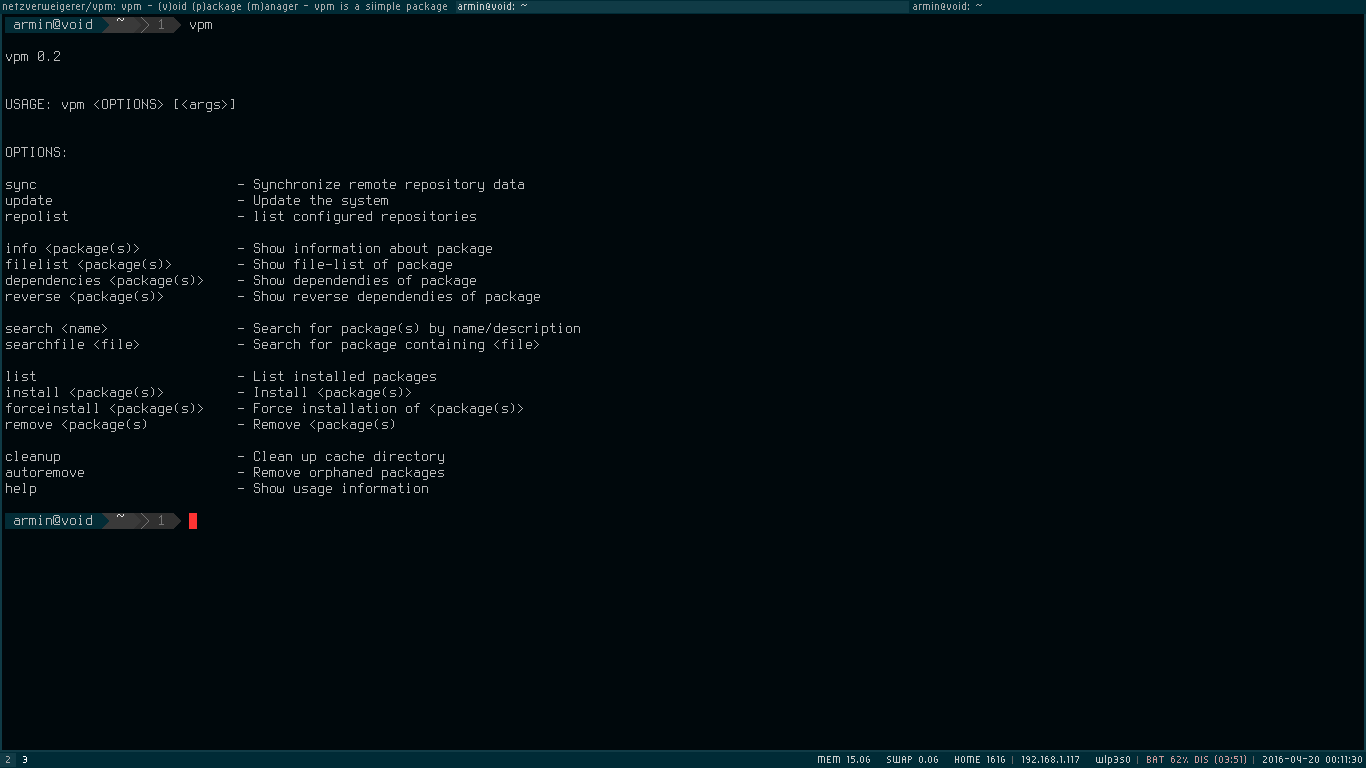 netzverweigerer/vpm: vpm - (v)oid (p)ackage (m)anager - vpm is a siimple package armin@void: ~ armin@void: ~
armin@void ~ 1 vpm
vpm 0.2
USAGE: vpm <OPTIONS> [<args>]
OPTIONS:
sync - Synchronize remote repository data
update - Update the system
repolist - list configured repositories
info <package(s)> - Show information about package
filelist <package(s)> - Show file-list of package
dependencies <package(s)> - Show dependendies of package
reverse <package(s)> - Show reverse dependendies of package
search <name> - Search for package(s) by name/description
searchfile <file> - Search for package containing <file>
list - List installed packages
install <package(s)> - Install <package(s)>
forceinstall <package(s)> - Force installation of <package(s)>
remove <package(s) - Remove <package(s)
cleanup - Clean up cache directory
autoremove - Remove orphaned packages
help - Show usage information
armin@void ~ 1
2 3 MEM 15.0G SWAP 0.0G HOME 161G | 192.168.1.117 wlp3s0 | BAT 62% DIS (03:51) | 2016-04-20 00:11:30